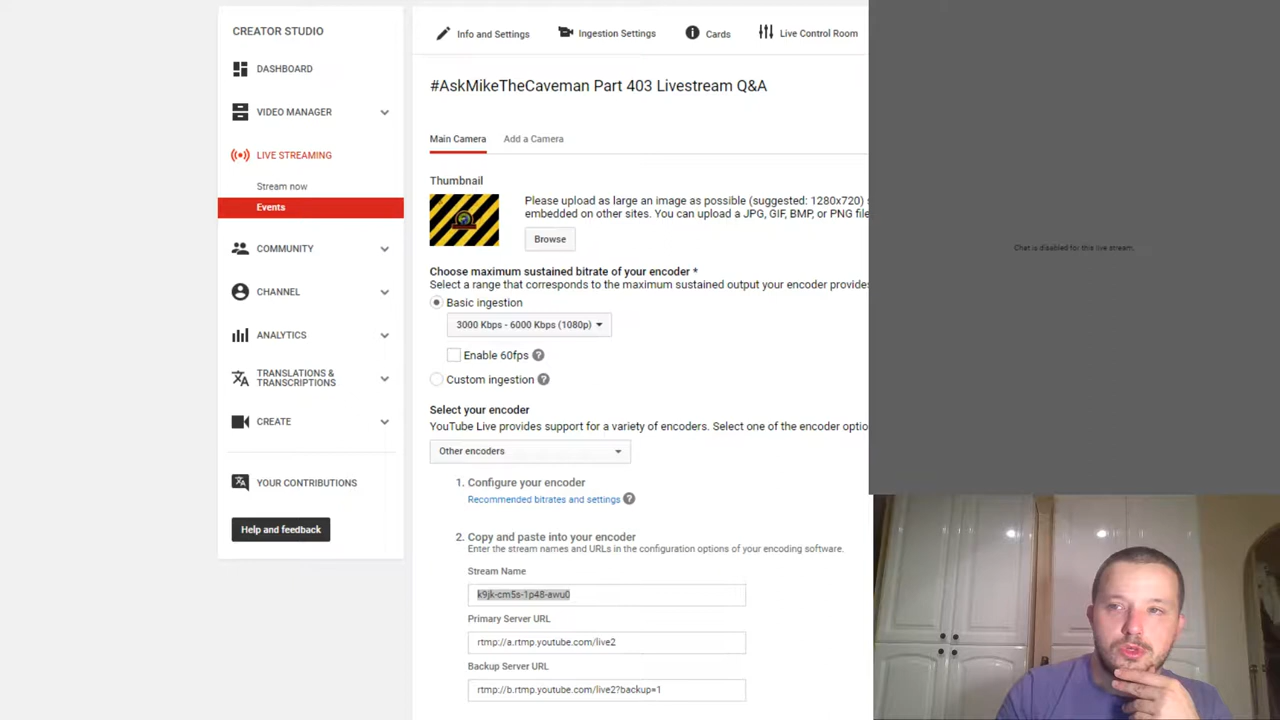 CREATOR STUDIO
DASHBOARD
VIDEO MANAGER
LIVE STREAMING
Stream now
Events
COMMUNITY
CHANNEL
ANALYTICS
TRANSLATIONS &
TRANSCRIPTIONS
CREATE
YOUR CONTRIBUTIONS
Help and feedback
Info and Settings
Ingestion Settings
Cards
Live Control Room
#AskMikeTheCaveman Part 403 Livestream Q&A
Main Camera
Add a Camera
Thumbnail
Please upload as large an image as possible (suggested: 1280x720) s
embedded on other sites. You can upload a JPG, GIF, BMP, or PNG file
Browse
Choose maximum sustained bitrate of your encoder *
Select a range that corresponds to the maximum sustained output your encoder provides
Basic ingestion
3000 Kbps - 6000 Kbps (1080p)
Enable 60fps ?
Custom ingestion ?
Select your encoder
YouTube Live provides support for a variety of encoders. Select one of the encoder optio
Other encoders
1. Configure your encoder
Recommended bitrates and settings ?
2. Copy and paste into your encoder
Enter the stream names and URLs in the configuration options of your encoding software.
Stream Name
k9jk-cm5s-1p48-awu0
Primary Server URL
rtmp://a.rtmp.youtube.com/live2
Backup Server URL
rtmp://b.rtmp.youtube.com/live2?backup=1
Chat is disabled for this live stream.